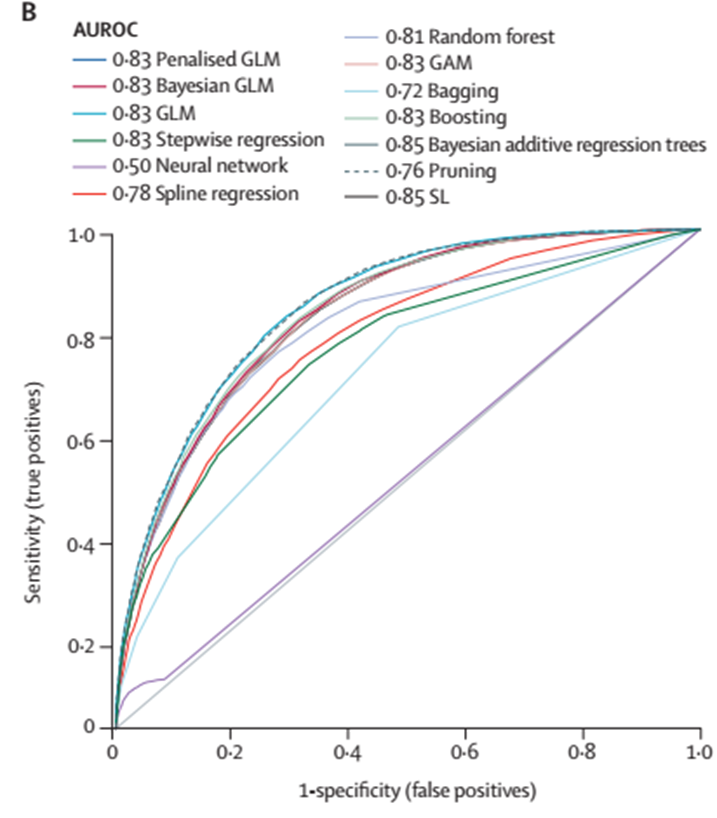 B
AUROC
0·83 Penalised GLM
0·83 Bayesian GLM
0·83 GLM
0·83 Stepwise regression
0·50 Neural network
0·78 Spline regression
0·81 Random forest
0·83 GAM
0·72 Bagging
0·83 Boosting
0·85 Bayesian additive regression trees
0·76 Pruning
0·85 SL
Sensitivity (true positives)
1·0
0·8
0·6
0·4
0·2
0
0 0·2 0·4 0·6 0·8 1·0
1-specificity (false positives)